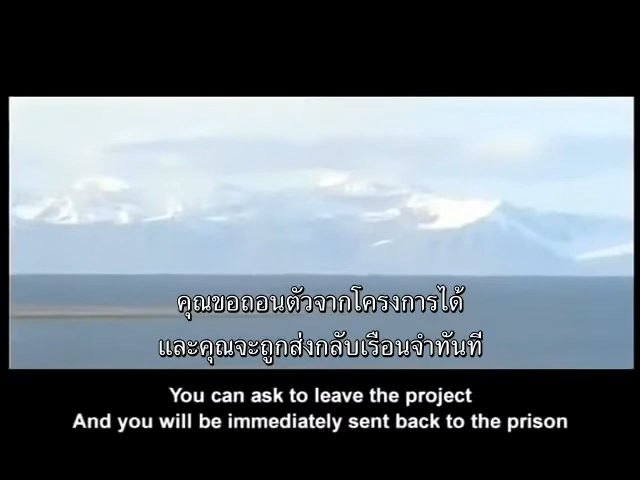 คุณขอถอนตัวจากโครงการได้
และคุณจะถูกส่งกลับเรือนจำทันที
You can ask to leave the project
And you will be immediately sent back to the prison